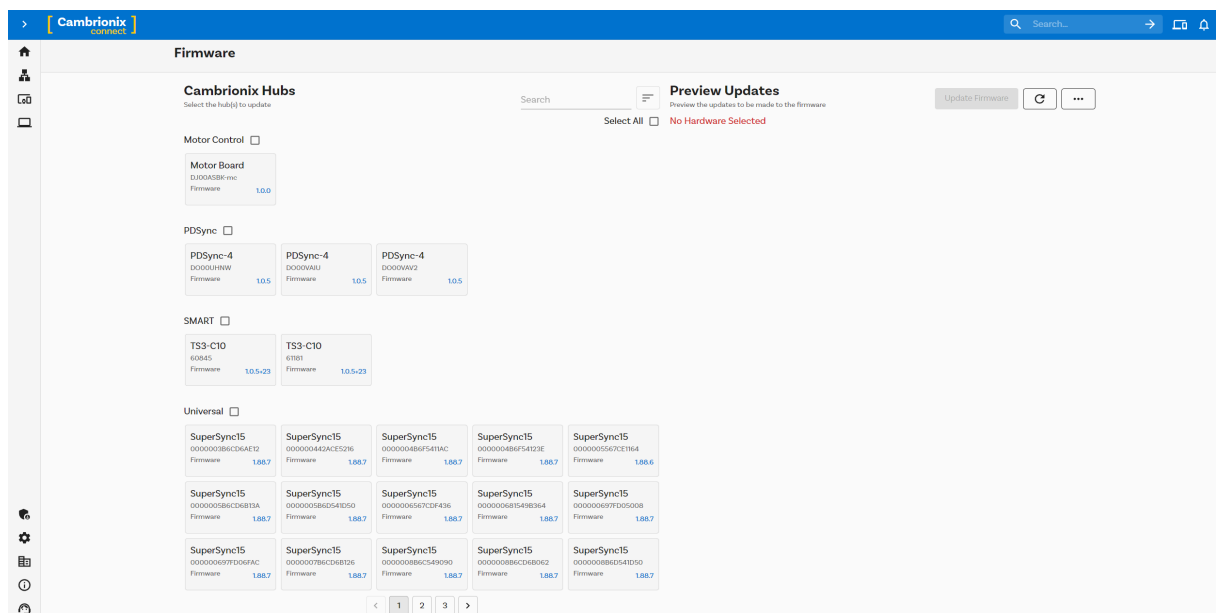 Cambrionix
connect
Search...
Firmware
Cambrionix Hubs
Select the hub(s) to update
Search
Select All
Preview Updates
Preview the updates to be made to the firmware
No Hardware Selected
Update Firmware
Motor Control
Motor Board
DJ00ASBK-mc
Firmware 1.0.0
PDSync
PDSync-4 PDSync-4 PDSync-4
DO00UHNW DO00VAIU DO00VAV2
Firmware 1.0.5 Firmware 1.0.5 Firmware 1.0.5
SMART
TS3-C10 TS3-C10
60845 61181
Firmware 1.0.5+23 Firmware 1.0.5+23
Universal
SuperSync15 SuperSync15 SuperSync15 SuperSync15 SuperSync15
0000003B6CD6AE12 000000442ACE5216 0000004B6F5411AC 0000004B6F54123E 0000005567CE1164
Firmware 1.88.7 Firmware 1.88.7 Firmware 1.88.7 Firmware 1.88.7 Firmware 1.88.6
SuperSync15 SuperSync15 SuperSync15 SuperSync15 SuperSync15
0000005B6CD6B13A 0000005B6D541D50 0000006567CDF436 000000681549B364 000000697FD05008
Firmware 1.88.7 Firmware 1.88.7 Firmware 1.88.7 Firmware 1.88.7 Firmware 1.88.7
SuperSync15 SuperSync15 SuperSync15 SuperSync15 SuperSync15
000000697FD06FAC 0000007B6CD6B126 0000008B6C549090 0000008B6CD6B062 0000008B6D541D50
Firmware 1.88.7 Firmware 1.88.7 Firmware 1.88.7 Firmware 1.88.7 Firmware 1.88.7
1 2 3